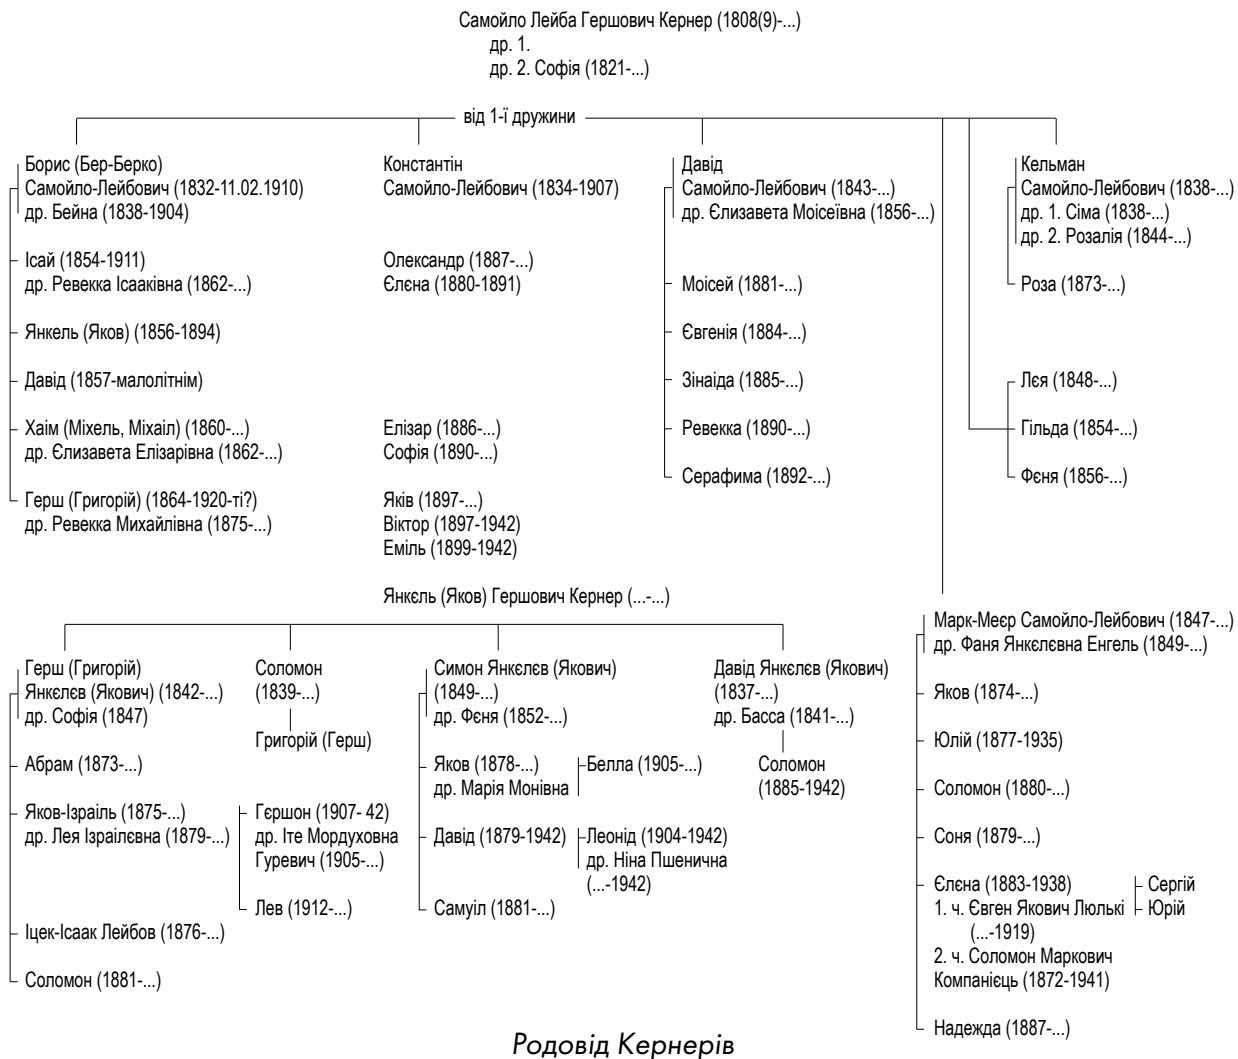 Самойло Лейба Гершович Кернер (1808(9)-...)
др. 1.
др. 2. Софія (1821-...)
від 1-ї дружини
Борис (Бер-Берко)
Самойло-Лейбович (1832-11.02.1910)
др. Бейна (1838-1904)
Ісай (1854-1911)
др. Ревекка Ісааківна (1862-...)
Янкель (Яков) (1856-1894)
Давід (1857-малолітнім)
Хаім (Міхель, Міхаіл) (1860-...)
др. Єлизавета Елізарівна (1862-...)
Герш (Григорій) (1864-1920-ті?)
др. Ревекка Михайлівна (1875-...)
Константін
Самойло-Лейбович (1834-1907)
Олександр (1887-...)
Єлєна (1880-1891)
Елізар (1886-...)
Софія (1890-...)
Яків (1897-...)
Віктор (1897-1942)
Еміль (1899-1942)
Давід
Самойло-Лейбович (1843-...)
др. Єлизавета Моісеївна (1856-...)
Моісей (1881-...)
Євгенія (1884-...)
Зінаіда (1885-...)
Ревекка (1890-...)
Серафима (1892-...)
Кельман
Самойло-Лейбович (1838-...)
др. 1. Сіма (1838-...)
др. 2. Розалія (1844-...)
Роза (1873-...)
Лєя (1848-...)
Гільда (1854-...)
Фєня (1856-...)
Янкєль (Яков) Гершович Кернер (...-...)
Герш (Григорій)
Янкєлєв (Якович) (1842-...)
др. Софія (1847)
Абрам (1873-...)
Яков-Ізраіль (1875-...)
др. Лея Ізраілєвна (1879-...)
Іцек-Ісаак Лейбов (1876-...)
Соломон (1881-...)
Гєршон (1907- 42)
др. Іте Мордуховна
Гуревич (1905-...)
Лев (1912-...)
Соломон
(1839-...)
Григорій (Герш)
Симон Янкєлєв (Якович)
(1849-...)
др. Фєня (1852-...)
Яков (1878-...)
др. Марія Монівна
Белла (1905-...)
Давід (1879-1942)
Леонід (1904-1942)
др. Ніна Пшенична
(...-1942)
Самуіл (1881-...)
Давід Янкєлєв (Якович)
(1837-...)
др. Басса (1841-...)
Соломон
(1885-1942)
Марк-Меєр Самойло-Лейбович (1847-...)
др. Фаня Янкєлєвна Енгель (1849-...)
Яков (1874-...)
Юлій (1877-1935)
Соломон (1880-...)
Соня (1879-...)
Єлєна (1883-1938)
1. ч. Євген Якович Люлькі
(...-1919)
2. ч. Соломон Маркович
Компанієць (1872-1941)
Сергій
Юрій
Надежда (1887-...)
Родовід Кернерів